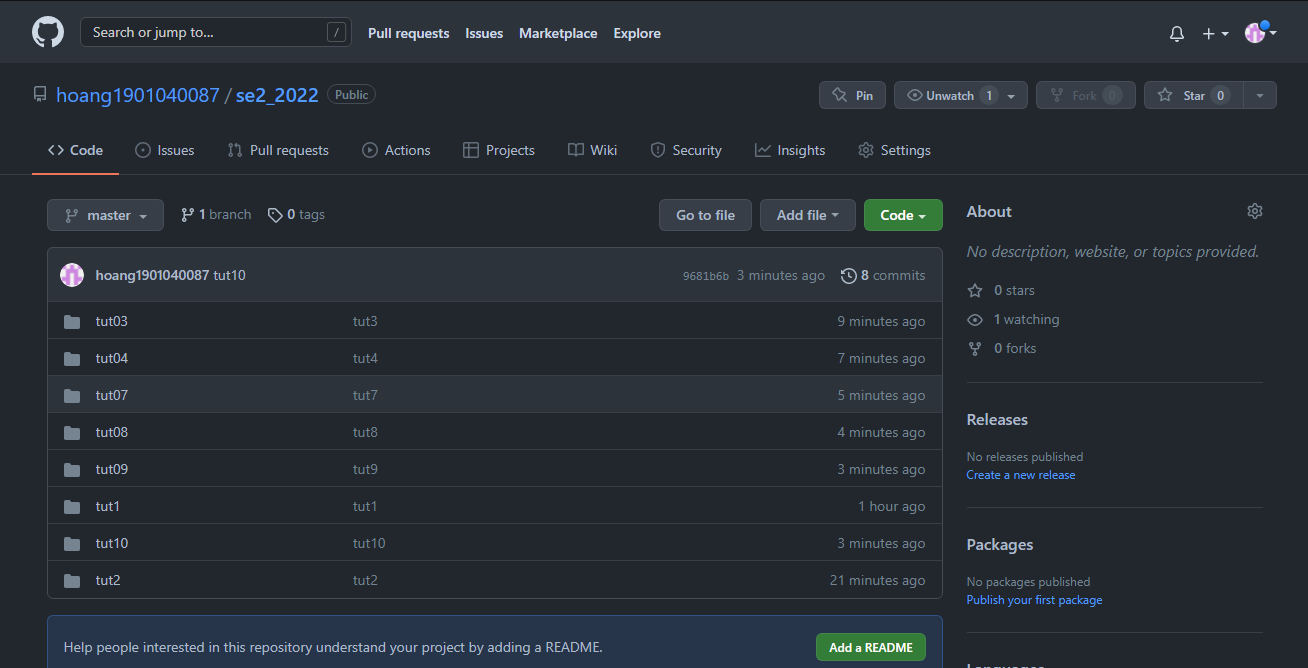 Search or jump to... / Pull requests Issues Marketplace Explore
hoang1901040087 / se2_2022 Public Pin Unwatch 1 Fork 0 Star 0
Code Issues Pull requests Actions Projects Wiki Security Insights Settings
master 1 branch 0 tags Go to file Add file Code
hoang1901040087 tut10 9681b6b 3 minutes ago 8 commits
tut03 tut3 9 minutes ago
tut04 tut4 7 minutes ago
tut07 tut7 5 minutes ago
tut08 tut8 4 minutes ago
tut09 tut9 3 minutes ago
tut1 tut1 1 hour ago
tut10 tut10 3 minutes ago
tut2 tut2 21 minutes ago
Help people interested in this repository understand your project by adding a README. Add a README
About
No description, website, or topics provided.
0 stars
1 watching
0 forks
Releases
No releases published
Create a new release
Packages
No packages published
Publish your first package
Languages